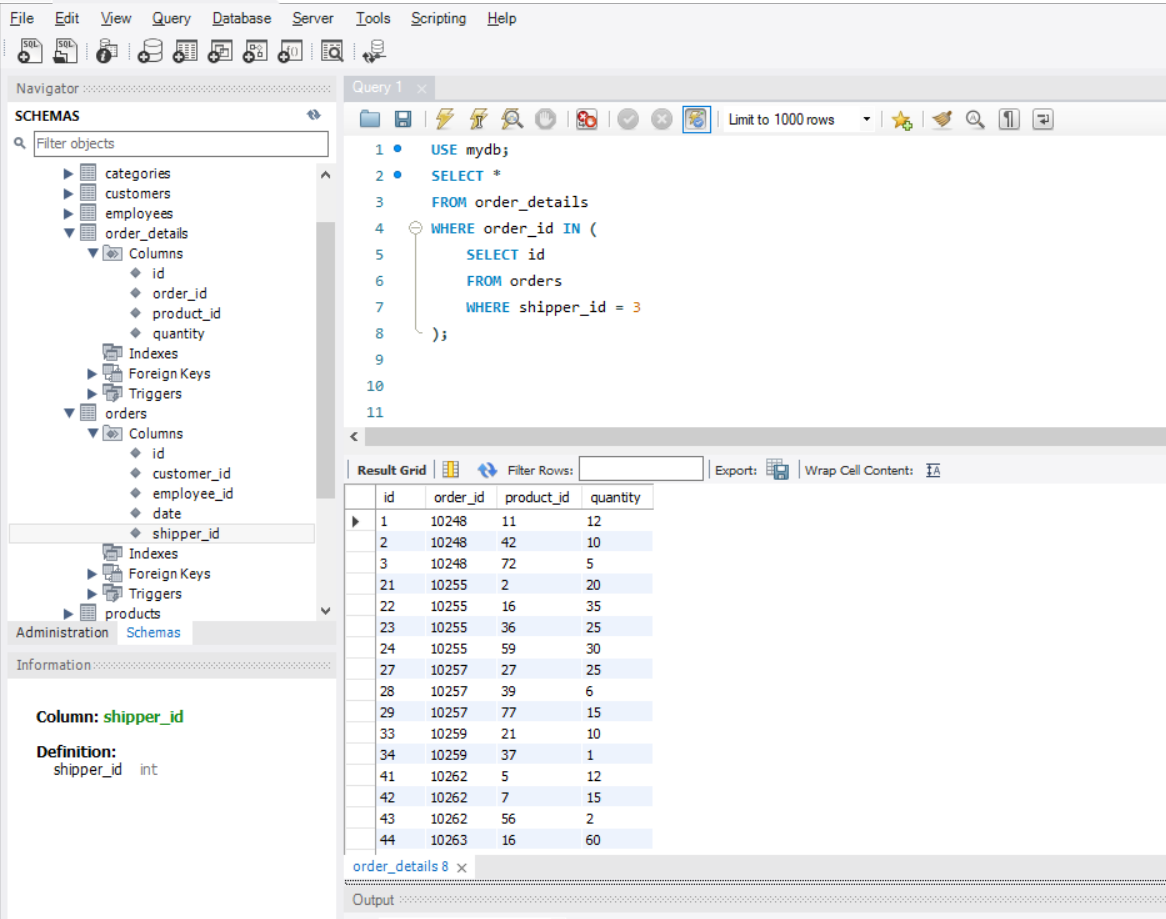 File Edit View Query Database Server Tools Scripting Help
SQL SQL
Navigator
SCHEMAS
Filter objects
categories
customers
employees
order_details
Columns
id
order_id
product_id
quantity
Indexes
Foreign Keys
Triggers
orders
Columns
id
customer_id
employee_id
date
shipper_id
Indexes
Foreign Keys
Triggers
products
Administration Schemas
Information
Column: shipper_id
Definition:
shipper_id int
Query 1
Limit to 1000 rows
1 USE mydb;
2 SELECT *
3 FROM order_details
4 WHERE order_id IN (
5 SELECT id
6 FROM orders
7 WHERE shipper_id = 3
8 );
9
10
11
Result Grid Filter Rows: Export: Wrap Cell Content:
id order_id product_id quantity
1 10248 11 12
2 10248 42 10
3 10248 72 5
21 10255 2 20
22 10255 16 35
23 10255 36 25
24 10255 59 30
27 10257 27 25
28 10257 39 6
29 10257 77 15
33 10259 21 10
34 10259 37 1
41 10262 5 12
42 10262 7 15
43 10262 56 2
44 10263 16 60
order_details 8
Output